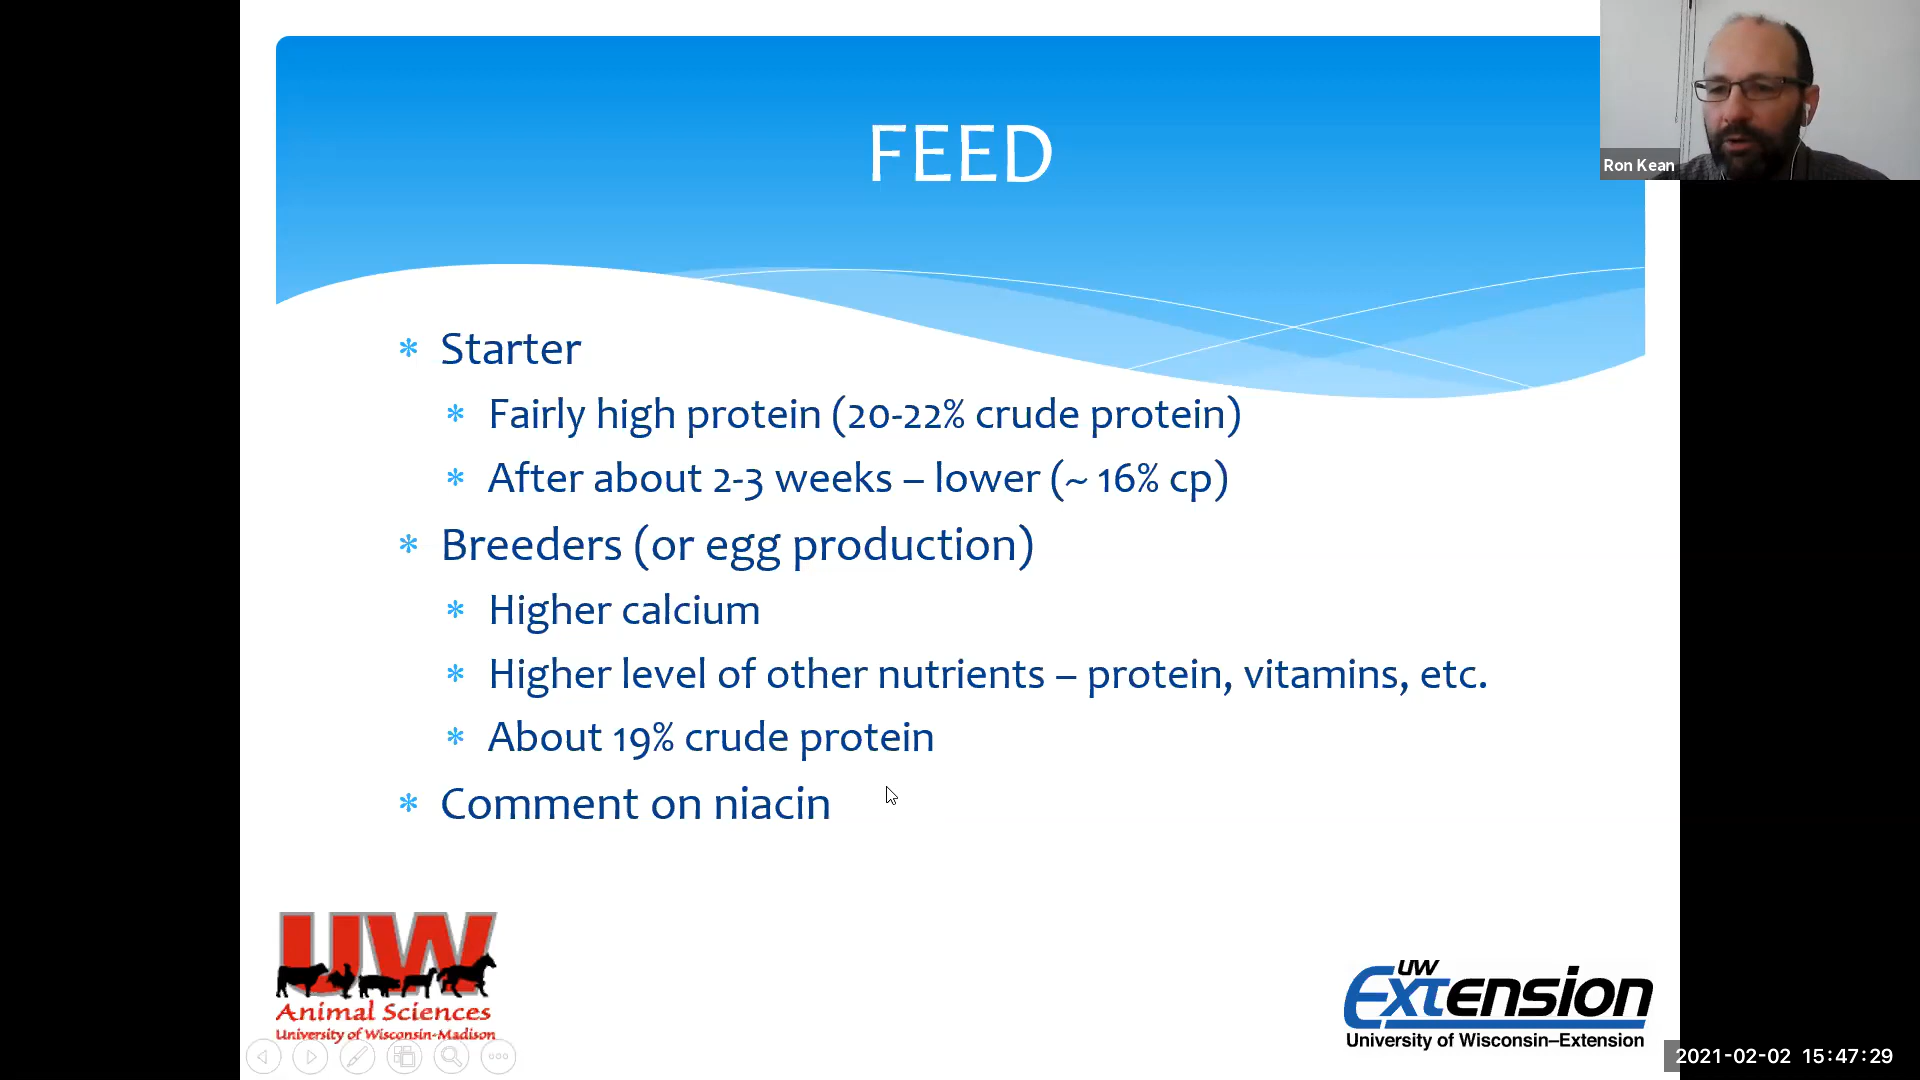 FEED
Ron Kean
* Starter
* Fairly high protein (20-22% crude protein)
* After about 2-3 weeks – lower (~ 16% cp)
* Breeders (or egg production)
* Higher calcium
* Higher level of other nutrients – protein, vitamins, etc.
* About 19% crude protein
* Comment on niacin
UW
Animal Sciences
University of Wisconsin-Madison
UW
Extension
University of Wisconsin–Extension
2021-02-02 15:47:29